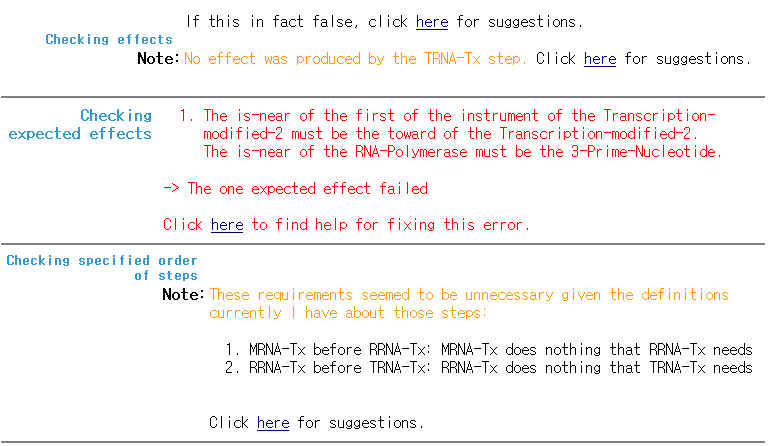 If this in fact false, click here for suggestions.
Checking effects
Note: No effect was produced by the TRNA-Tx step. Click here for suggestions.
Checking
expected effects
1. The is-near of the first of the instrument of the Transcription-
modified-2 must be the toward of the Transcription-modified-2.
The is-near of the RNA-Polymerase must be the 3-Prime-Nucleotide.
-> The one expected effect failed
Click here to find help for fixing this error.
Checking specified order
of steps
Note: These requirements seemed to be unnecessary given the definitions
currently I have about those steps:
1. MRNA-Tx before RRNA-Tx: MRNA-Tx does nothing that RRNA-Tx needs
2. RRNA-Tx before TRNA-Tx: RRNA-Tx does nothing that TRNA-Tx needs
Click here for suggestions.